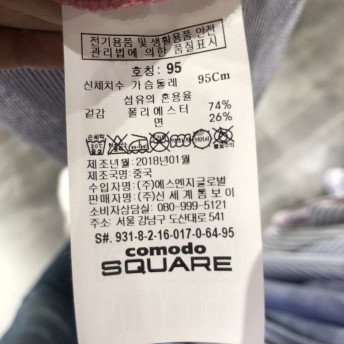 전기용품 및 생활용품 안전
관리법에 의한 품질표시
호칭: 95
신체치수 가슴둘레 95Cm
섬유의 혼용율
겉감 폴리에스터 74%
면 26%
제조년월: 2018년01월
제조국명: 중국
수입자명: (주)에스엔지글로벌
판매자명: (주)신세계톰보이
소비자상담실: 080-999-5121
주소: 서울 강남구 도산대로 541
S#. 931-8-2-16-017-0-64-95
comodo
SQUARE